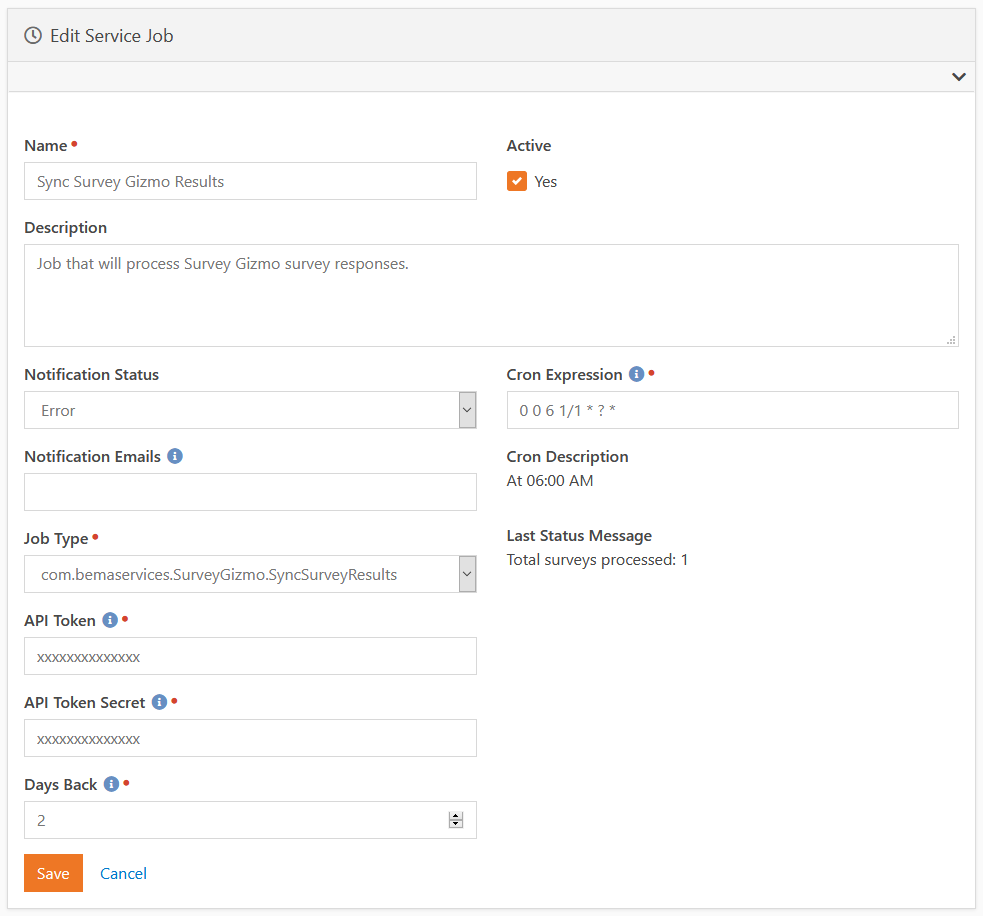 Edit Service Job
Name
Active
Sync Survey Gizmo Results
Yes
Description
Job that will process Survey Gizmo survey responses.
Notification Status
Cron Expression
Error
0 0 6 1/1 * ? *
Notification Emails
Cron Description
At 06:00 AM
Job Type
Last Status Message
com.bemaservices.SurveyGizmo.SyncSurveyResults
Total surveys processed: 1
API Token
xxxxxxxxxxxxxx
API Token Secret
xxxxxxxxxxxxxx
Days Back
2
Save
Cancel